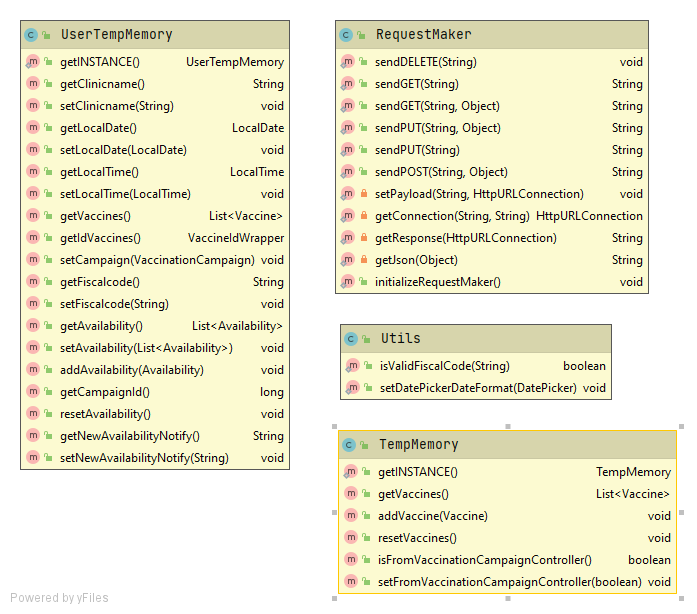 UserTempMemory
getINSTANCE() UserTempMemory
getClinicname() String
setClinicname(String) void
getLocalDate() LocalDate
setLocalDate(LocalDate) void
getLocalTime() LocalTime
setLocalTime(LocalTime) void
getVaccines() List<Vaccine>
getIdVaccines() VaccineIdWrapper
setCampaign(VaccinationCampaign) void
getFiscalcode() String
setFiscalcode(String) void
getAvailability() List<Availability>
setAvailability(List<Availability>) void
addAvailability(Availability) void
getCampaignId() long
resetAvailability() void
getNewAvailabilityNotify() String
setNewAvailabilityNotify(String) void
RequestMaker
sendDELETE(String) void
sendGET(String) String
sendGET(String, Object) String
sendPUT(String, Object) String
sendPUT(String) String
sendPOST(String, Object) String
setPayload(String, HttpURLConnection) void
getConnection(String, String) HttpURLConnection
getResponse(HttpURLConnection) String
getJson(Object) String
initializeRequestMaker() void
Utils
isValidFiscalCode(String) boolean
setDatePickerDateFormat(DatePicker) void
TempMemory
getINSTANCE() TempMemory
getVaccines() List<Vaccine>
addVaccine(Vaccine) void
resetVaccines() void
isFromVaccinationCampaignController() boolean
setFromVaccinationCampaignController(boolean) void
Powered by yFiles